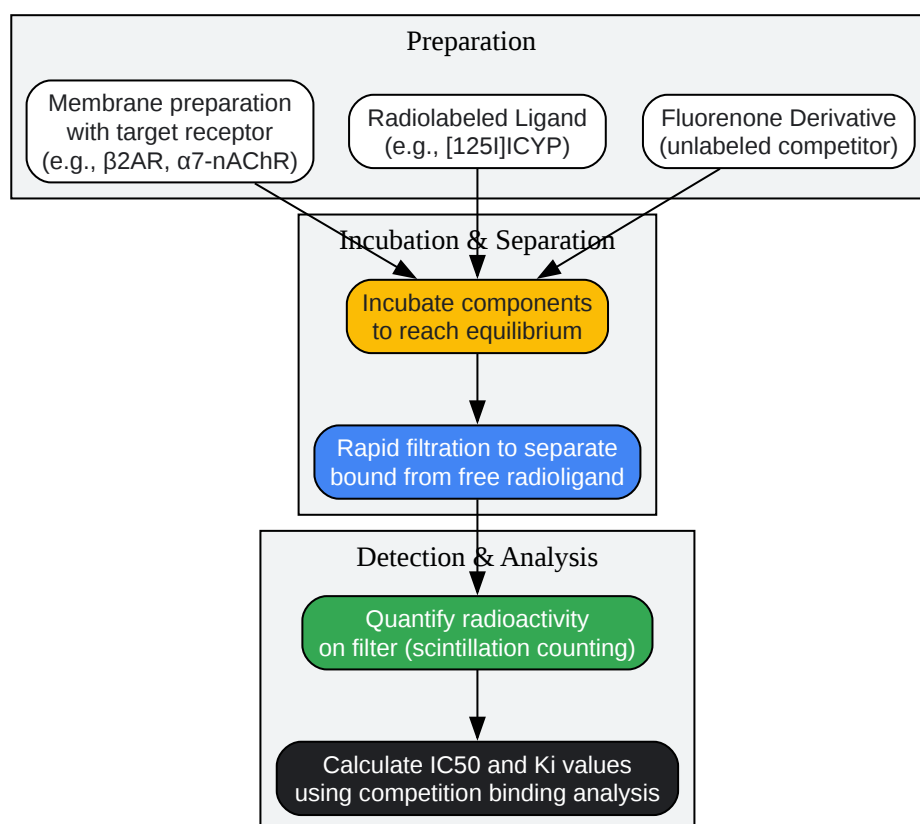 Preparation
Membrane preparation
with target receptor
(e.g., β2AR, α7-nAChR)
Radiolabeled Ligand
(e.g., [125I]ICYP)
Fluorenone Derivative
(unlabeled competitor)
Incubation & Separation
Incubate components
to reach equilibrium
Rapid filtration to separate
bound from free radioligand
Detection & Analysis
Quantify radioactivity
on filter (scintillation counting)
Calculate IC50 and Ki values
using competition binding analysis